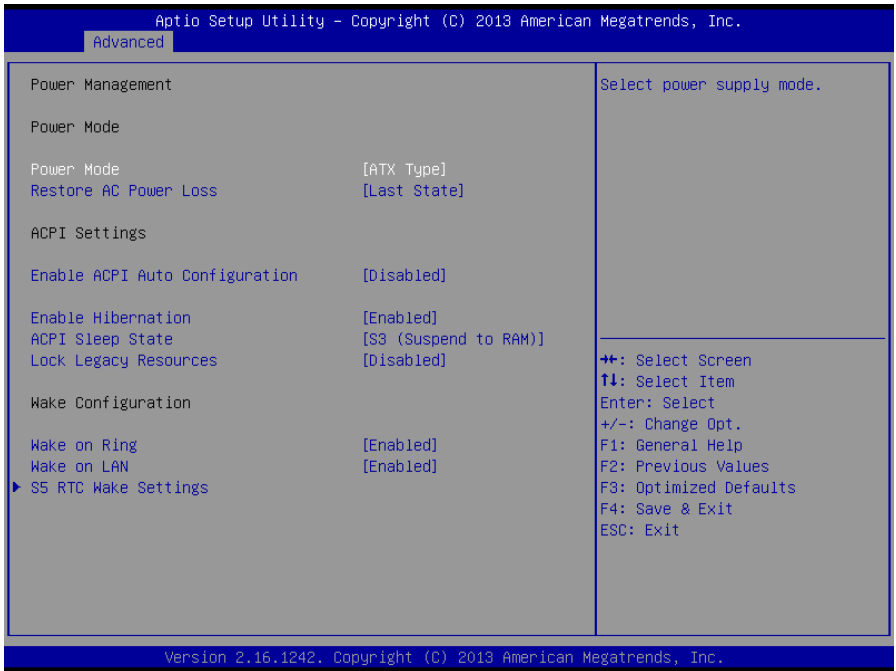 Aptio Setup Utility – Copyright (C) 2013 American Megatrends, Inc.
Advanced
Power Management
Power Mode
Power Mode [ATX Type]
Restore AC Power Loss [Last State]
ACPI Settings
Enable ACPI Auto Configuration [Disabled]
Enable Hibernation [Enabled]
ACPI Sleep State [S3 (Suspend to RAM)]
Lock Legacy Resources [Disabled]
Wake Configuration
Wake on Ring [Enabled]
Wake on LAN [Enabled]
▶ S5 RTC Wake Settings
Select power supply mode.
→←: Select Screen
↑↓: Select Item
Enter: Select
+/-: Change Opt.
F1: General Help
F2: Previous Values
F3: Optimized Defaults
F4: Save & Exit
ESC: Exit
Version 2.16.1242. Copyright (C) 2013 American Megatrends, Inc.